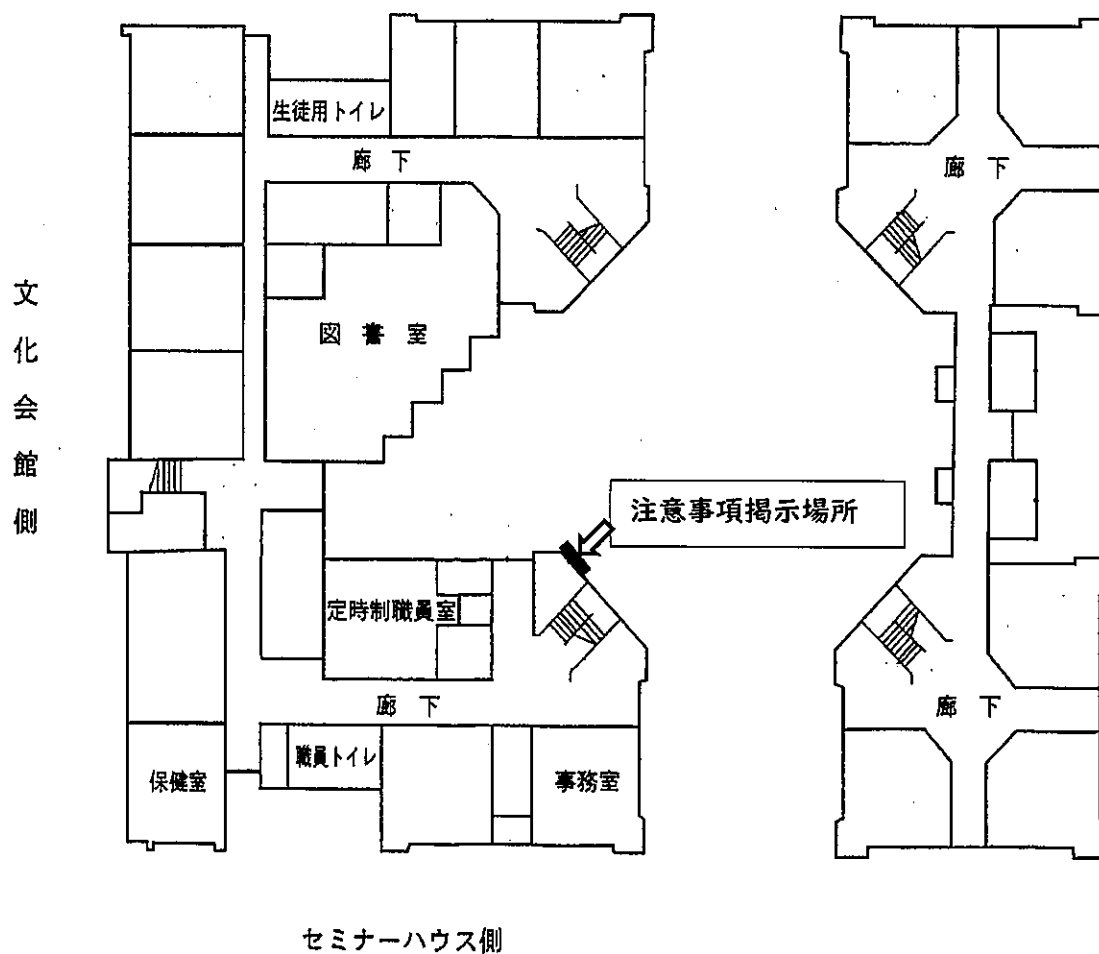 生徒用トイレ
廊下
廊下
文化会館側
図書室
注意事項掲示場所
定時制職員室
廊下
廊下
職員トイレ
保健室
事務室
セミナーハウス側